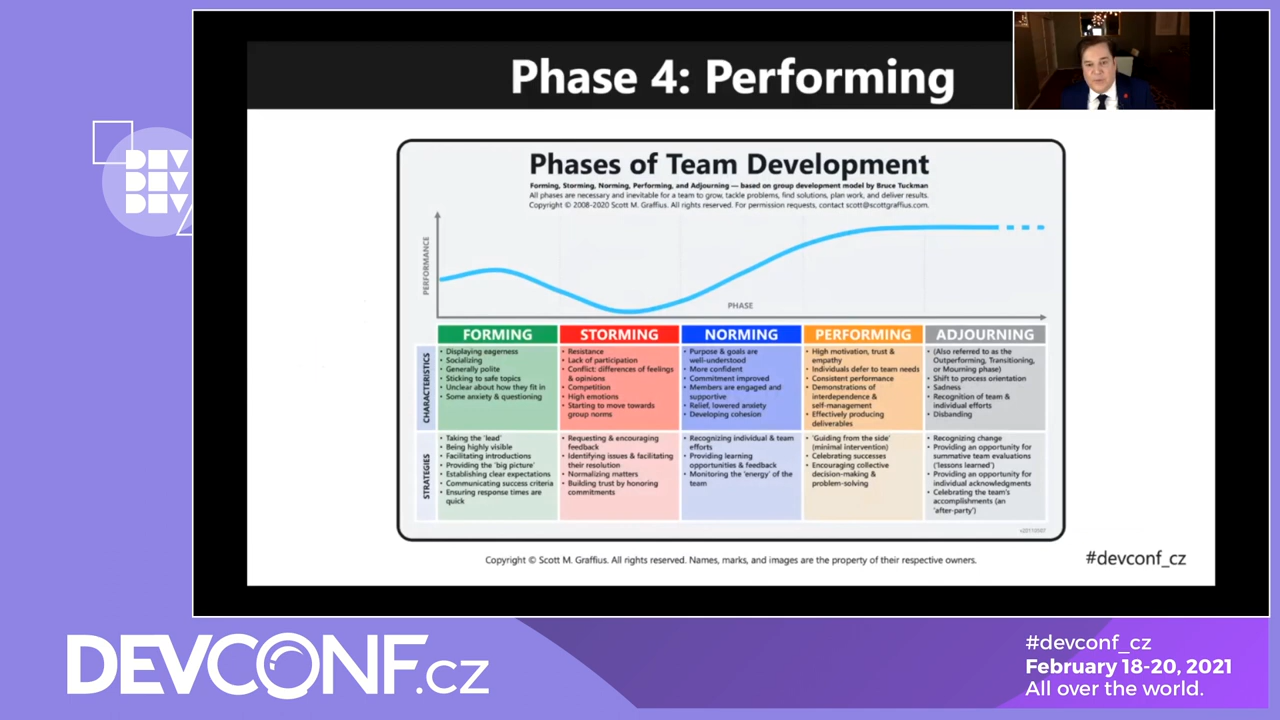 Phase 4: Performing
DEV
DEV
DEV
Phases of Team Development
Forming, Storming, Norming, Performing, and Adjourning — based on group development model by Bruce Tuckman
All phases are necessary and inevitable for a team to grow, tackle problems, find solutions, plan work, and deliver results.
Copyright © 2008-2020 Scott M. Graffius. All rights reserved. For permission requests, contact scott@scottgraffius.com.
PERFORMANCE
PHASE
FORMING
STORMING
NORMING
PERFORMING
ADJOURNING
CHARACTERISTICS
• Displaying eagerness
• Socializing
• Generally polite
• Sticking to safe topics
• Unclear about how they fit in
• Some anxiety & questioning
• Resistance
• Lack of participation
• Conflict: differences of feelings
& opinions
• Competition
• High emotions
• Starting to move towards
group norms
• Purpose & goals are
well-understood
• More confident
• Commitment improved
• Members are engaged and
supportive
• Relief, lowered anxiety
• Developing cohesion
• High motivation, trust &
empathy
• Individuals defer to team needs
• Consistent performance
• Demonstrations of
interdependence &
self-management
• Effectively producing
deliverables
• (Also referred to as the
Outperforming, Transitioning,
or Mourning phase)
• Shift to process orientation
• Sadness
• Recognition of team &
individual efforts
• Disbanding
STRATEGIES
• Taking the 'lead'
• Being highly visible
• Facilitating introductions
• Providing the 'big picture'
• Establishing clear expectations
• Communicating success criteria
• Ensuring response times are
quick
• Requesting & encouraging
feedback
• Identifying issues & facilitating
their resolution
• Normalizing matters
• Building trust by honoring
commitments
• Recognizing individual & team
efforts
• Providing learning
opportunities & feedback
• Monitoring the 'energy' of the
team
• 'Guiding from the side'
(minimal intervention)
• Celebrating successes
• Encouraging collective
decision-making &
problem-solving
• Recognizing change
• Providing an opportunity for
summative team evaluations
('lessons learned')
• Providing an opportunity for
individual acknowledgments
• Celebrating the team's
accomplishments (an
'after-party')
Copyright © Scott M. Graffius. All rights reserved. Names, marks, and images are the property of their respective owners.
#devconf_cz
DEVCONF.cz
#devconf_cz
February 18-20, 2021
All over the world.